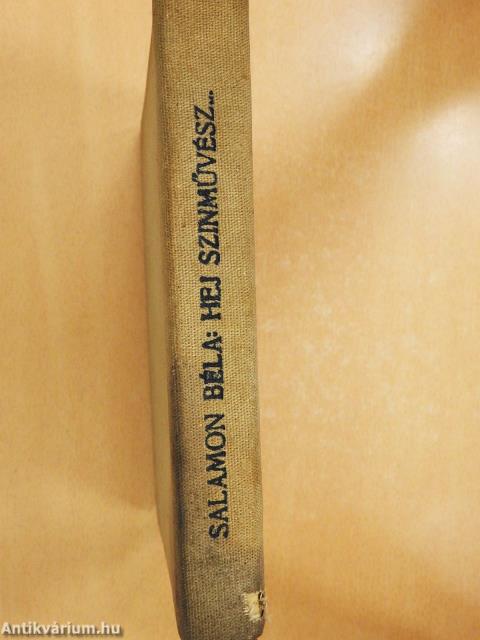 SALAMON BÉLA: HEJ SZINMŰVÉSZ...
Antikvárium.hu